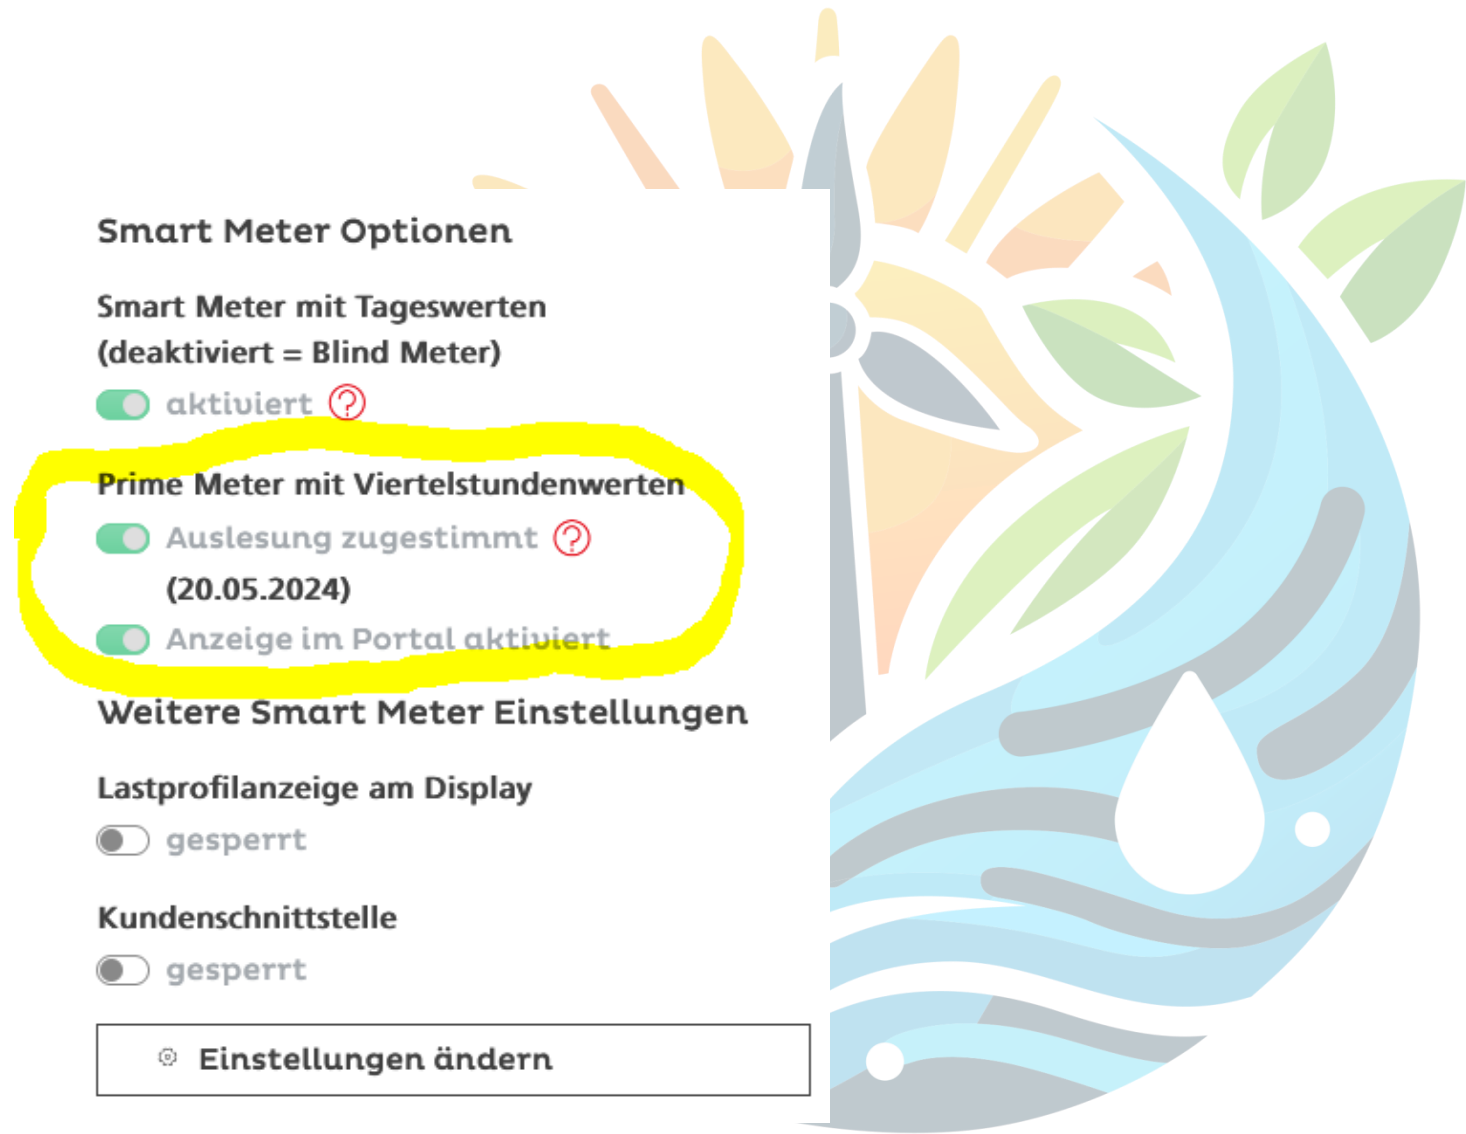 Smart Meter Optionen
Smart Meter mit Tageswerten
(deaktiviert = Blind Meter)
aktiviert ?
Prime Meter mit Viertelstundenwerten
Auslesung zugestimmt ?
(20.05.2024)
Anzeige im Portal aktiviert
Weitere Smart Meter Einstellungen
Lastprofilanzeige am Display
gesperrt
Kundenschnittstelle
gesperrt
Einstellungen ändern